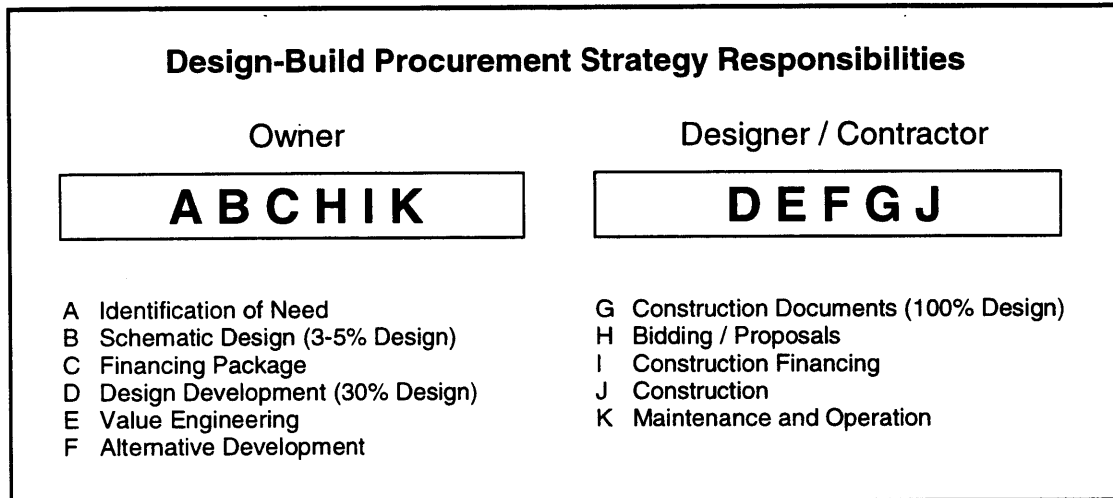 Design-Build Procurement Strategy Responsibilities
Owner
A B C H I K
Designer / Contractor
D E F G J
A Identification of Need
B Schematic Design (3-5% Design)
C Financing Package
D Design Development (30% Design)
E Value Engineering
F Alternative Development
G Construction Documents (100% Design)
H Bidding / Proposals
I Construction Financing
J Construction
K Maintenance and Operation